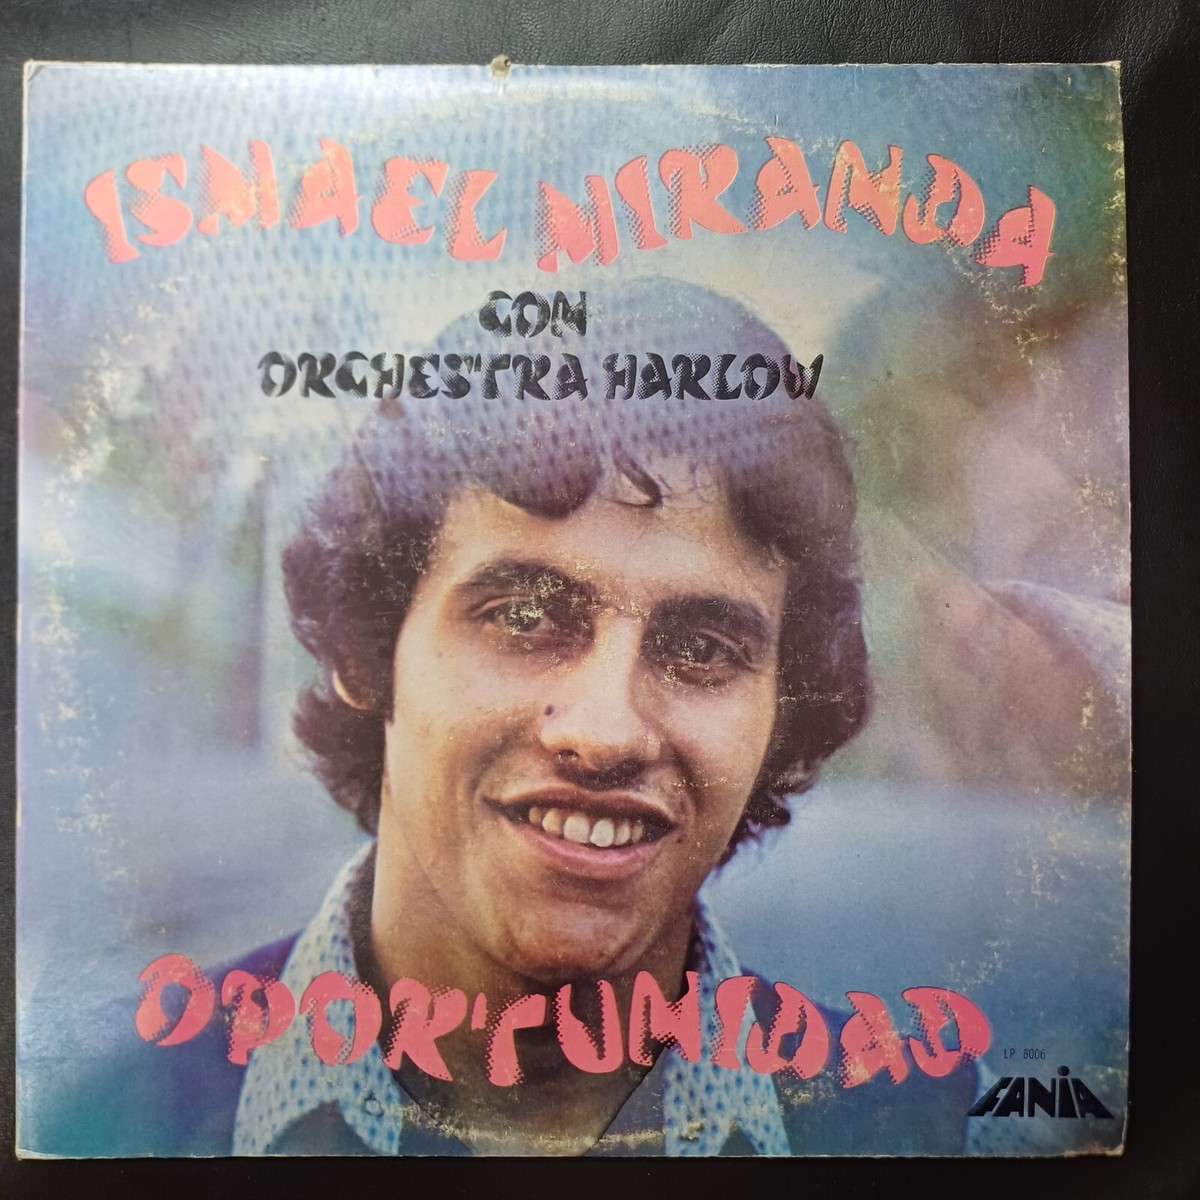 ISMAEL MIRANDA
CON
ORCHESTRA HARLOW
OPORTUNIDAD
LP 8006
FANIA